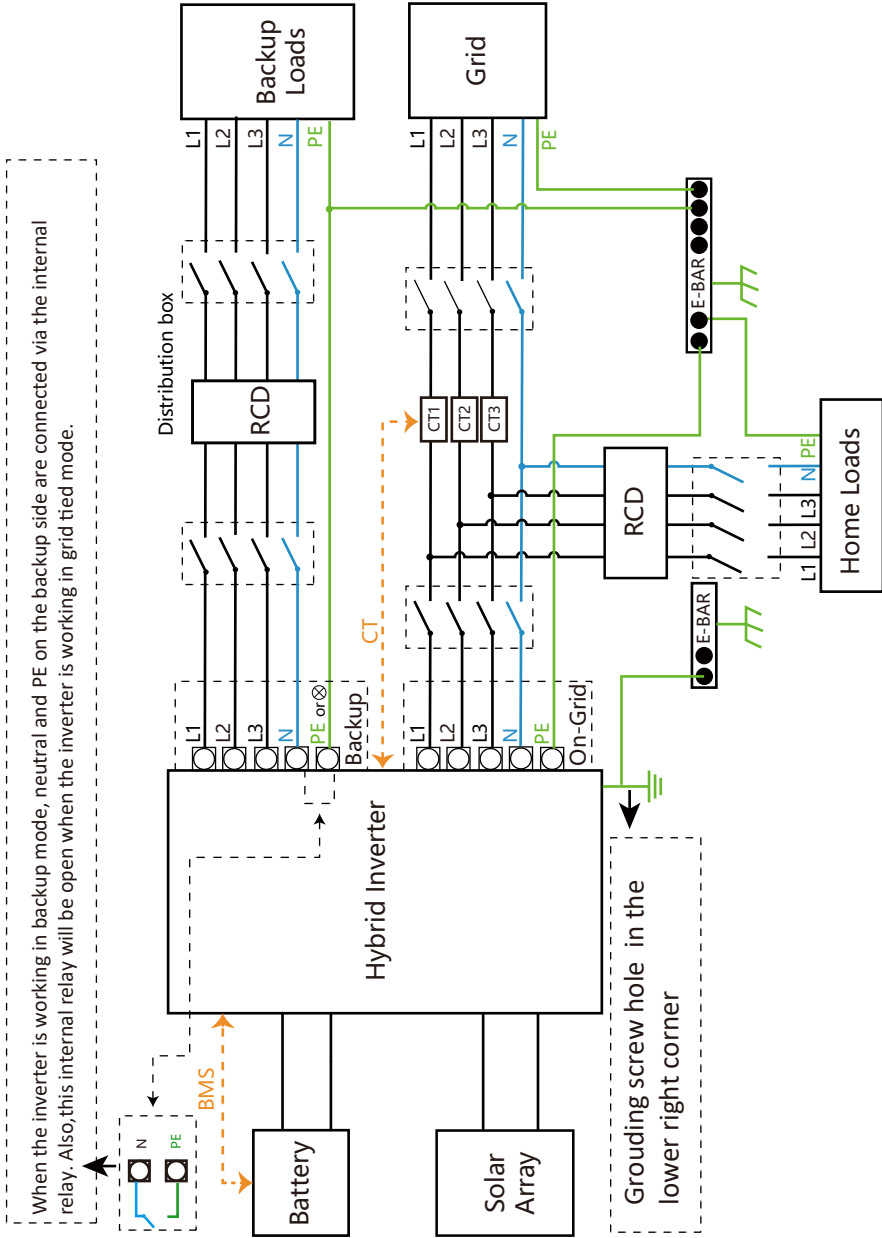 When the inverter is working in backup mode, neutral and PE on the backup side are connected via the internal
relay. Also,this internal relay will be open when the inverter is working in grid tied mode.
N
PE
Battery
BMS
Solar
Array
Hybrid Inverter
Grouding screw hole in the
lower right corner
L1
L2
L3
N
PE or
Backup
CT
L1
L2
L3
N
PE
On-Grid
Distribution box
RCD
L1
L2
L3
N
PE
Backup
Loads
CT1
CT2
CT3
L1
L2
L3
N
PE
Grid
RCD
E-BAR
E-BAR
L1
L2
L3
N
PE
Home Loads